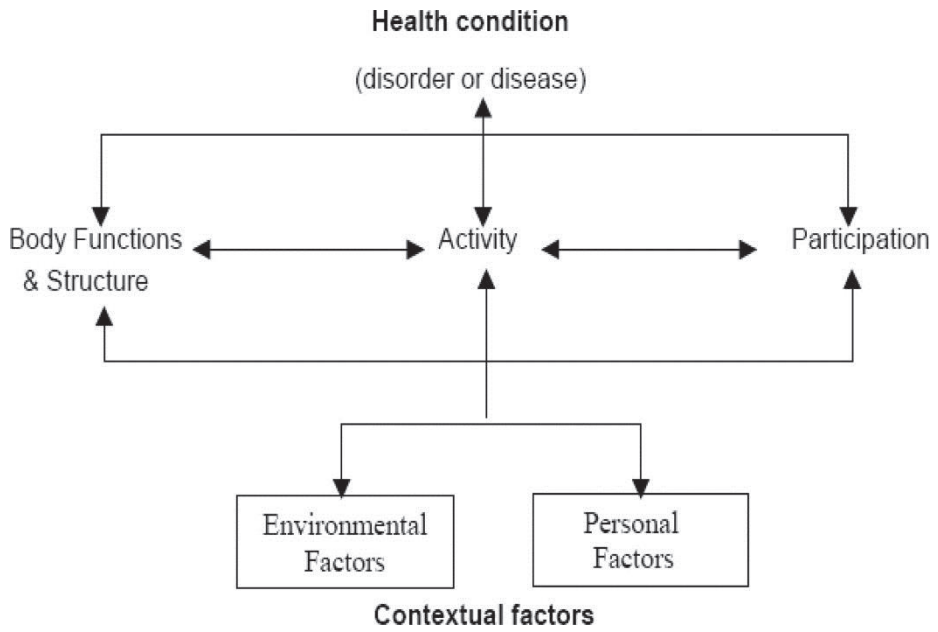 Health condition
(disorder or disease)
Body Functions
& Structure
Activity
Participation
Environmental
Factors
Personal
Factors
Contextual factors